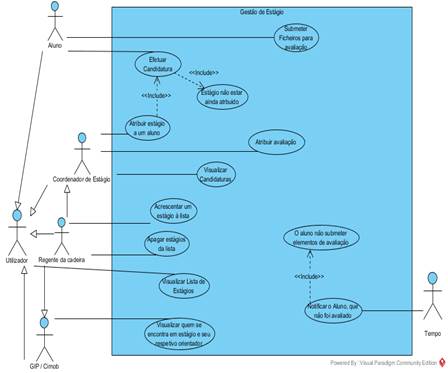 Gestão de Estágio
Aluno
Submeter
Ficheiros para
avaliação.
Efetuar
Candidatura
<<Include>>
Estágio não estar
ainda atribuido
<<Include>>
Atribuir estágio
a um aluno
Atribuir avaliação
Coordenador de Estágio
Visualizar
Candidaturas
Acrescentar um
estágio à lista
Utilizador
Regente da cadeira
Apagar estágios
da lista
O aluno não submeter
elementos de avaliação
Visualizar Lista de
Estágios
<<Include>>
Notificar o Aluno, que
não foi avaliado
Tempo
Visualizar quem se
encontra em estágio e seu
respetivo orientador.
GIP / Cimob
Powered By Visual Paradigm Community Edition